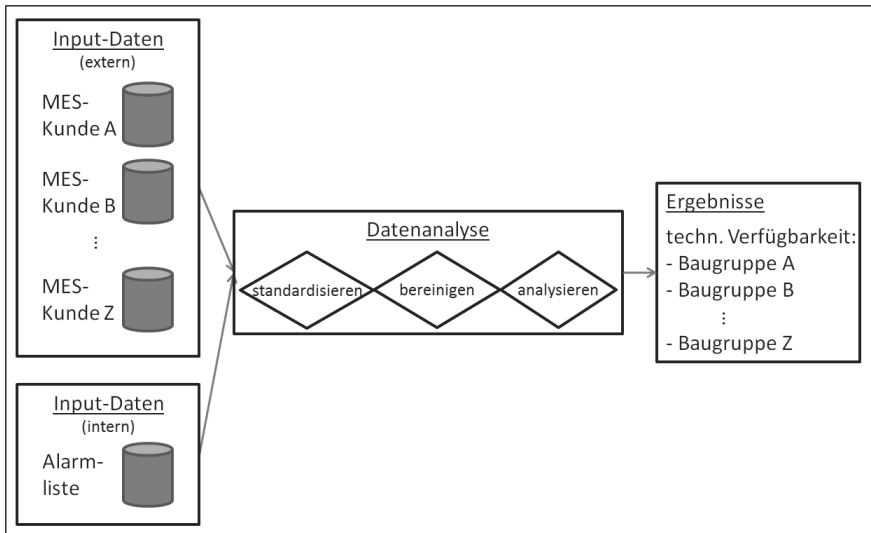 Input-Daten
(extern)
MES-
Kunde A
MES-
Kunde B
⋮
MES-
Kunde Z
Input-Daten
(intern)
Alarm-
liste
Datenanalyse
standardisieren
bereinigen
analysieren
Ergebnisse
techn. Verfügbarkeit:
- Baugruppe A
- Baugruppe B
⋮
- Baugruppe Z